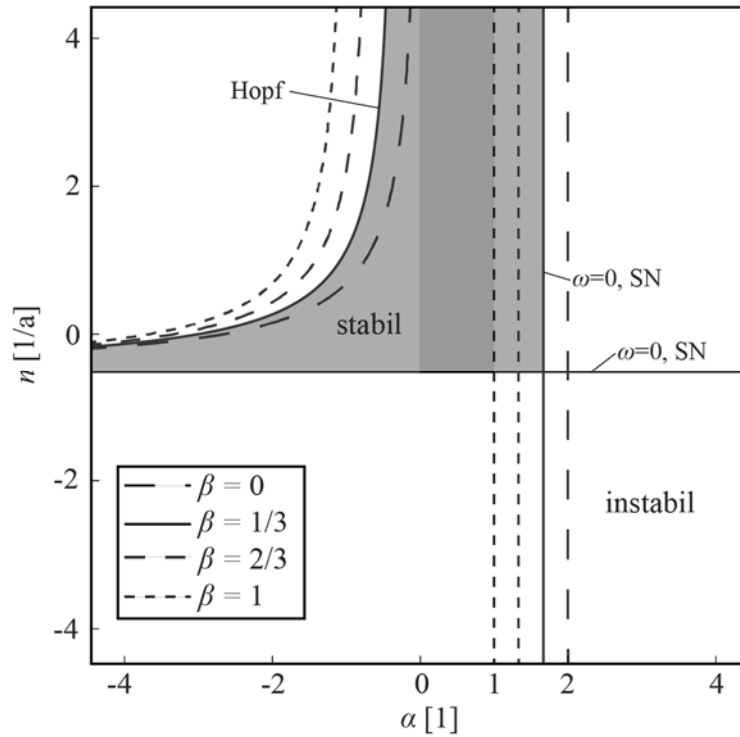 4
Hopf
2
ω=0, SN
n [1/a]
0
stabil
ω=0, SN
-2
β = 0
β = 1/3
β = 2/3
β = 1
instabil
-4
-4 -2 0 1 2 4
α [1]